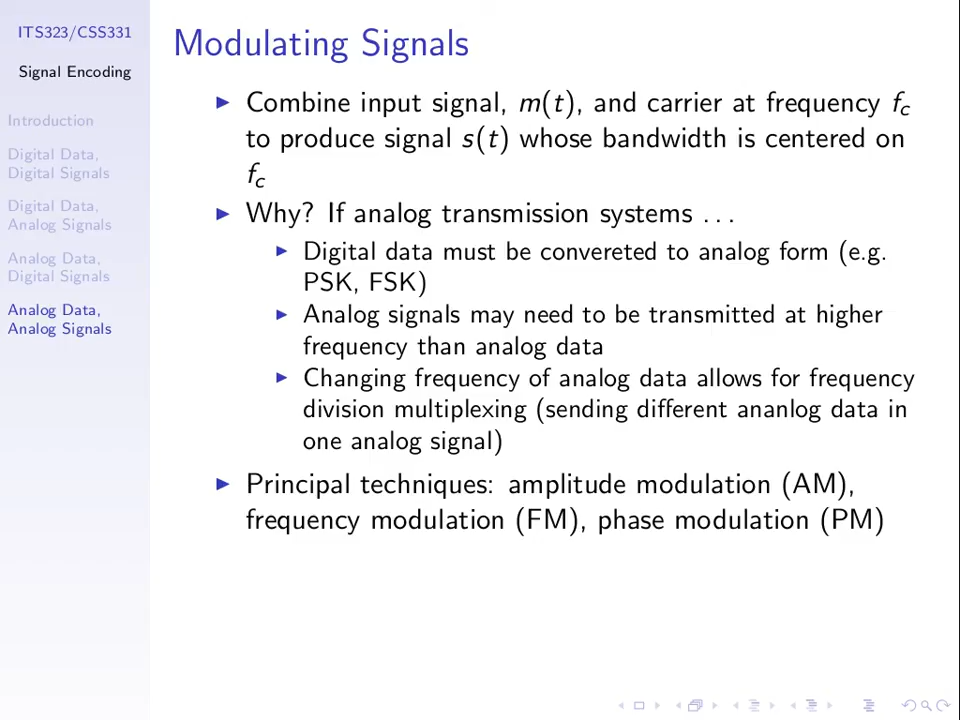 ITS323/CSS331
Signal Encoding
Introduction
Digital Data,
Digital Signals
Digital Data,
Analog Signals
Analog Data,
Digital Signals
Analog Data,
Analog Signals
Modulating Signals
Combine input signal, m(t), and carrier at frequency fc
to produce signal s(t) whose bandwidth is centered on
fc
Why? If analog transmission systems . . .
Digital data must be convereted to analog form (e.g.
PSK, FSK)
Analog signals may need to be transmitted at higher
frequency than analog data
Changing frequency of analog data allows for frequency
division multiplexing (sending different ananlog data in
one analog signal)
Principal techniques: amplitude modulation (AM),
frequency modulation (FM), phase modulation (PM)